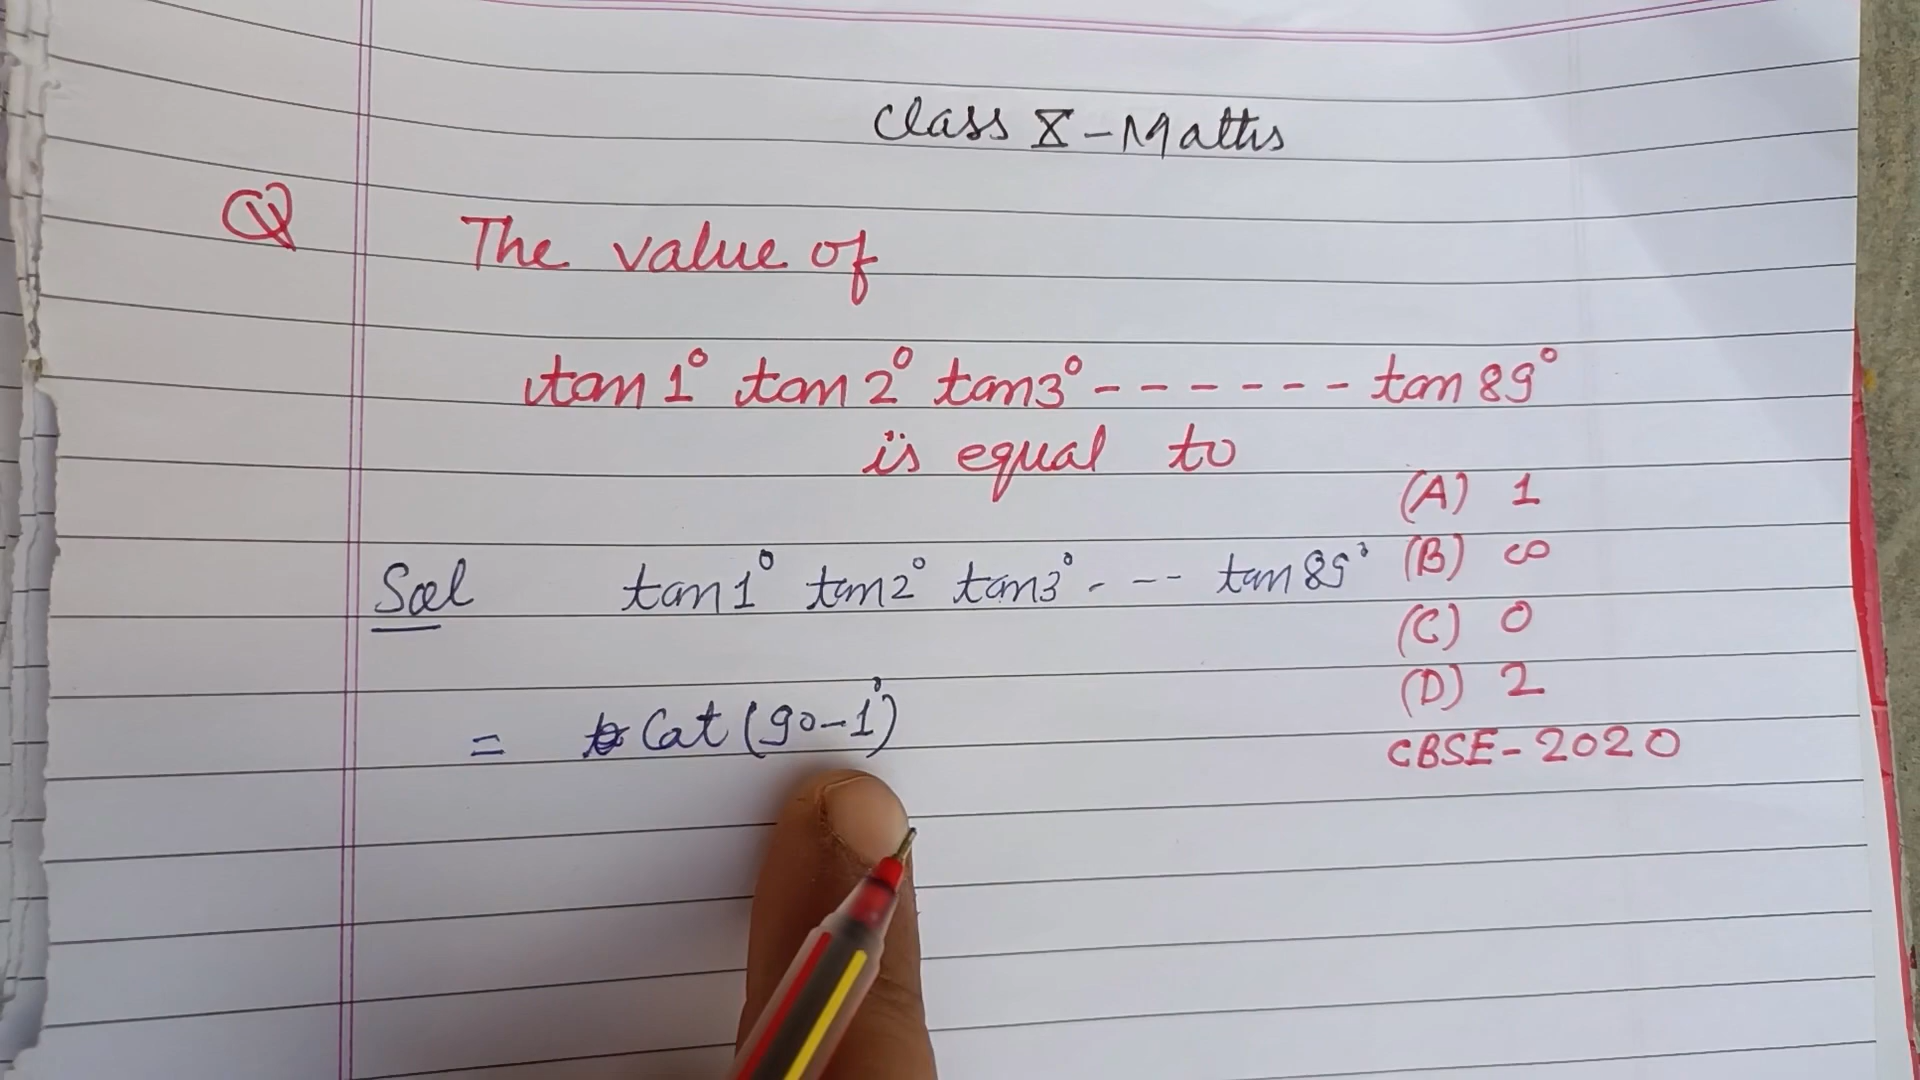 Class X-Maths
Q The value of
tan 1° tan 2° tan 3° ------ tan 89°
is equal to
(A) 1
(B) ∞
(C) 0
(D) 2
CBSE-2020
Sol tan 1° tan 2° tan 3° - -- tan 89°
= Cot (90-1°)